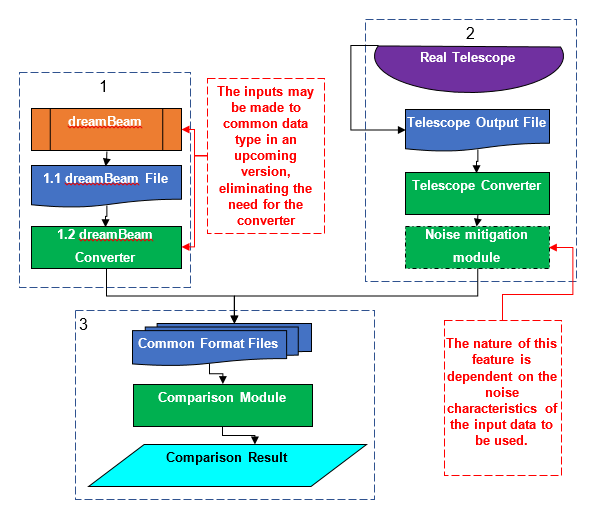 1
dreamBeam
1.1 dreamBeam File
1.2 dreamBeam
Converter
The inputs may
be made to
common data
type in an
upcoming
version,
eliminating the
need for the
converter
2
Real Telescope
Telescope Output File
Telescope Converter
Noise mitigation
module
3
Common Format Files
Comparison Module
Comparison Result
The nature of this
feature is
dependent on the
noise
characteristics of
the input data to
be used.